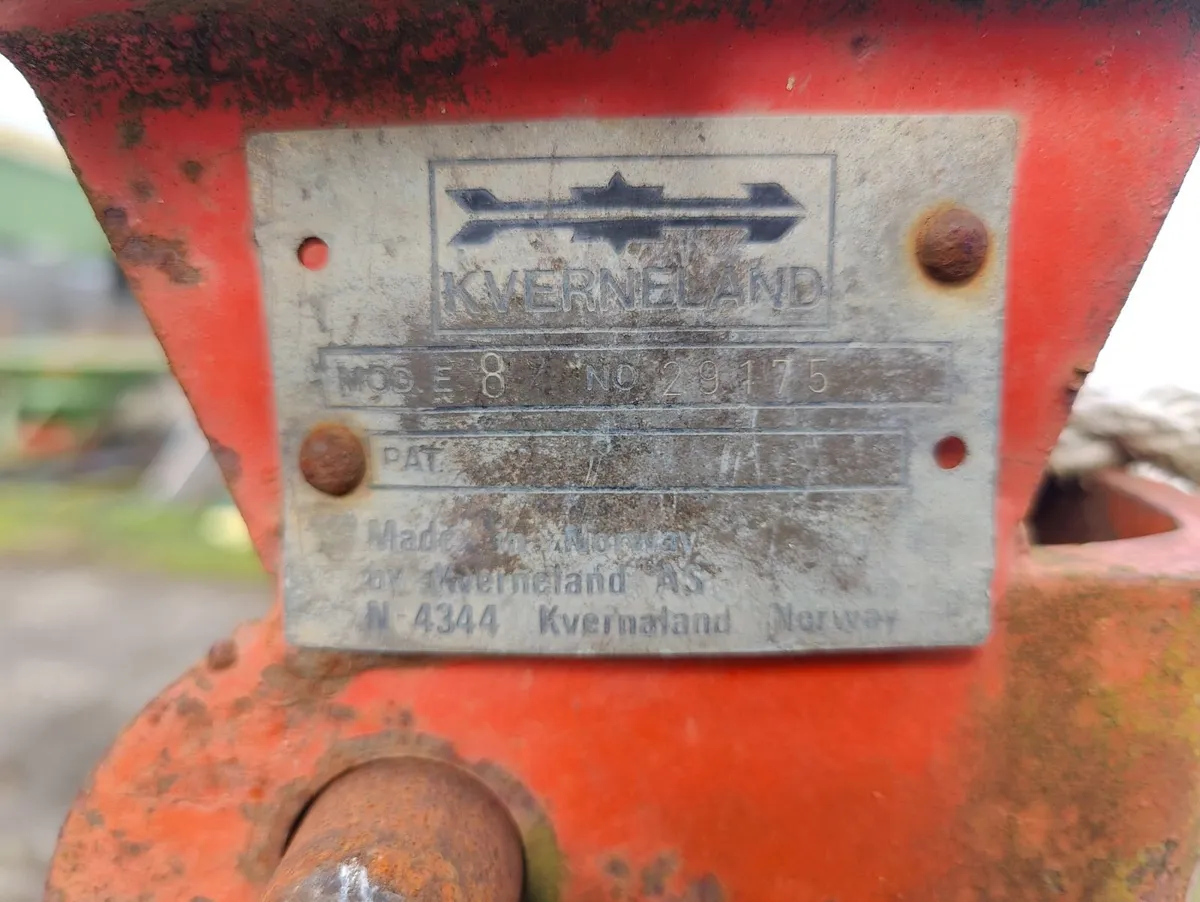 KVERNELAND
MOD. E 8 NO 29175
PAT.
Made in Norway
by Kverneland AS
N-4344 Kvernaland Norway